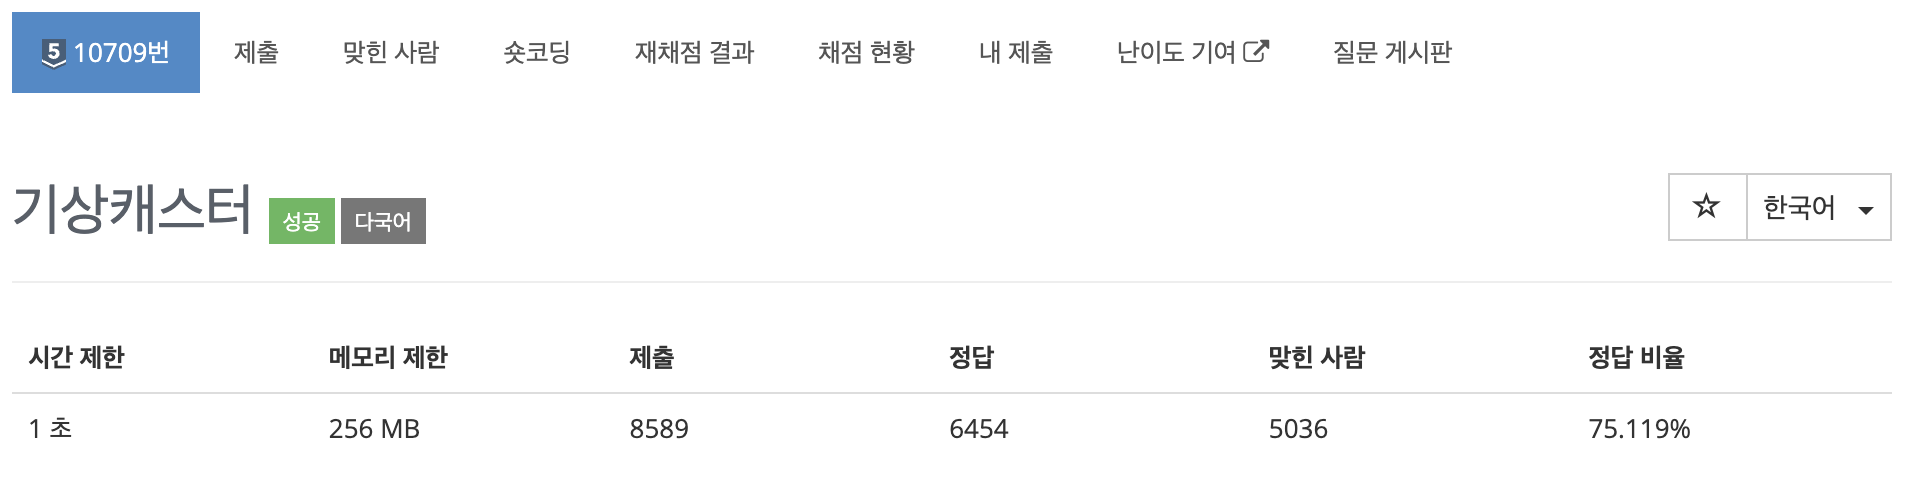 5 10709번 제출 맞힌 사람 숏코딩 재채점 결과 채점 현황 내 제출 난이도 기여 질문 게시판
기상캐스터 성공 다국어 한국어
시간 제한 메모리 제한 제출 정답 맞힌 사람 정답 비율
1 초 256 MB 8589 6454 5036 75.119%